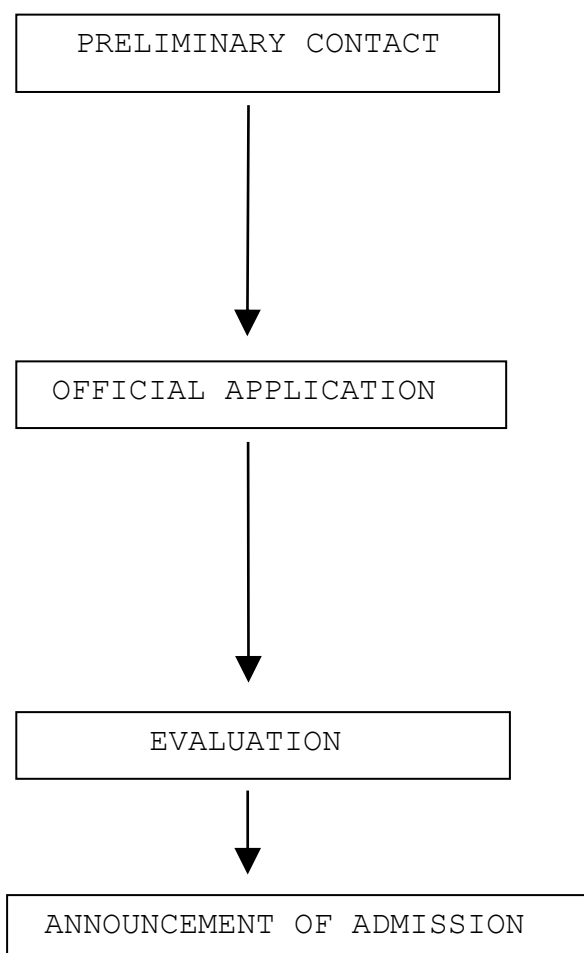 PRELIMINARY CONTACT
OFFICIAL APPLICATION
EVALUATION
ANNOUNCEMENT OF ADMISSION